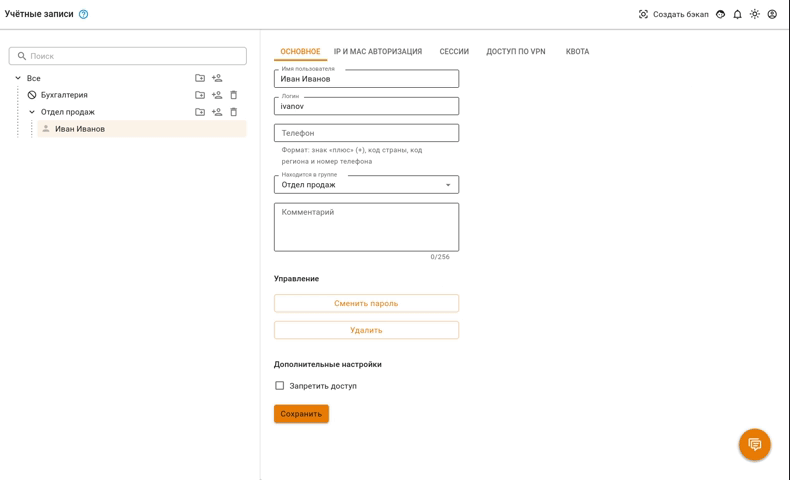 Учётные записи
Создать бэкап
Поиск
Все
Бухгалтерия
Отдел продаж
Иван Иванов
ОСНОВНОЕ
IP И MAC АВТОРИЗАЦИЯ
СЕССИИ
ДОСТУП ПО VPN
КВОТА
Имя пользователя
Иван Иванов
Логин
ivanov
Телефон
Формат: знак «плюс» (+), код страны, код
региона и номер телефона
Находится в группе
Отдел продаж
Комментарий
0/256
Управление
Сменить пароль
Удалить
Дополнительные настройки
Запретить доступ
Сохранить